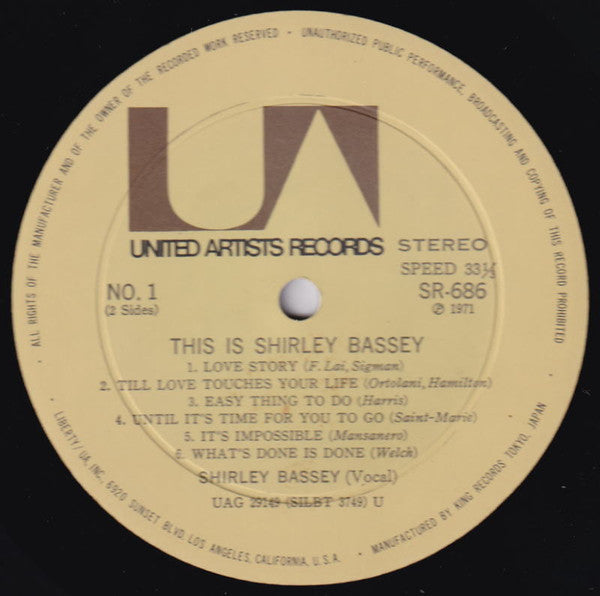 ALL RIGHTS OF THE MANUFACTURER AND OF THE OWNER OF THE RECORDED WORK RESERVED • UNAUTHORIZED PUBLIC PERFORMANCE, BROADCASTING AND COPYING OF THIS RECORD PROHIBITED
UA
UNITED ARTISTS RECORDS STEREO
SPEED 33⅓
NO. 1 SR-686
(2 Sides) ℗ 1971
THIS IS SHIRLEY BASSEY
1. LOVE STORY (F. Lai, Sigman)
2. TILL LOVE TOUCHES YOUR LIFE (Ortolani, Hamilton)
3. EASY THING TO DO (Harris)
4. UNTIL IT'S TIME FOR YOU TO GO (Saint-Marie)
5. IT'S IMPOSSIBLE (Mansanero)
6. WHAT'S DONE IS DONE (Welch)
SHIRLEY BASSEY (Vocal)
UAG 29149 (SILBT 3749) U
LIBERTY/UA, INC, 6920 SUNSET BLVD. LOS ANGELES, CALIFORNIA, U.S.A. • MANUFACTURED BY KING RECORDS TOKYO, JAPAN